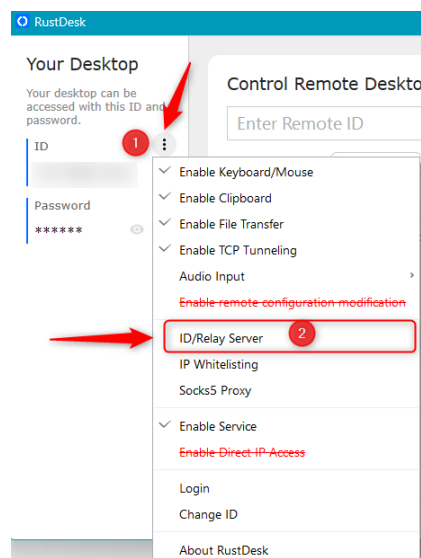 RustDesk
Your Desktop
Your desktop can be
accessed with this ID and
password.
1
ID
Password
******
Control Remote Deskto
Enter Remote ID
Enable Keyboard/Mouse
Enable Clipboard
Enable File Transfer
Enable TCP Tunneling
Audio Input
Enable remote configuration modification
ID/Relay Server 2
IP Whitelisting
Socks5 Proxy
Enable Service
Enable Direct IP Access
Login
Change ID
About RustDesk